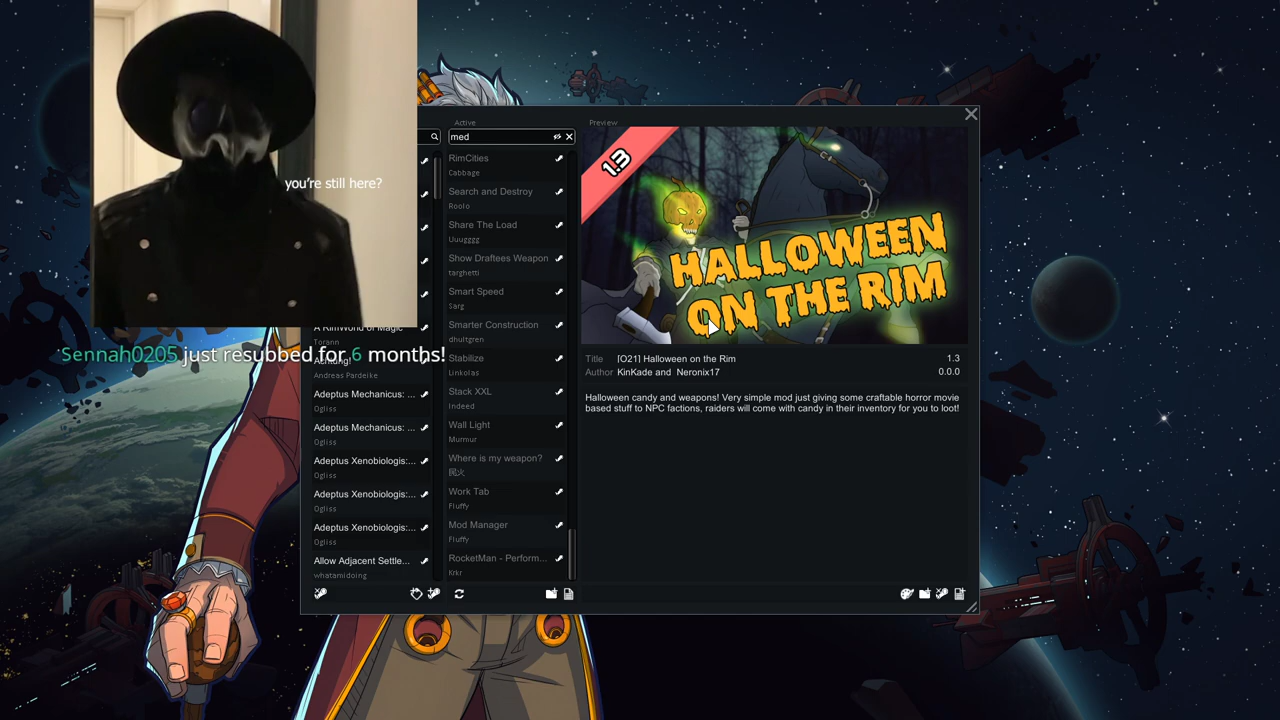 you're still here?
Sennah0205 just resubbed for 6 months!
A RimWorld of Magic
Torann
Achtung!
Andreas Pardeike
Adeptus Mechanicus: ...
Ogliss
Adeptus Mechanicus: ...
Ogliss
Adeptus Xenobiologis:...
Ogliss
Adeptus Xenobiologis:...
Ogliss
Adeptus Xenobiologis:...
Ogliss
Allow Adjacent Settle...
whatamidoing
Active
med
RimCities
Cabbage
Search and Destroy
Roolo
Share The Load
Uuugggg
Show Draftees Weapon
targhetti
Smart Speed
Sarg
Smarter Construction
dhultgren
Stabilize
Linkolas
Stack XXL
Indeed
Wall Light
Murmur
Where is my weapon?
民火
Work Tab
Fluffy
Mod Manager
Fluffy
RocketMan - Perform...
Krkr
Preview
1.3
HALLOWEEN
ON THE RIM
Title [O21] Halloween on the Rim 1.3
Author KinKade and Neronix17 0.0.0
Halloween candy and weapons! Very simple mod just giving some craftable horror movie
based stuff to NPC factions, raiders will come with candy in their inventory for you to loot!